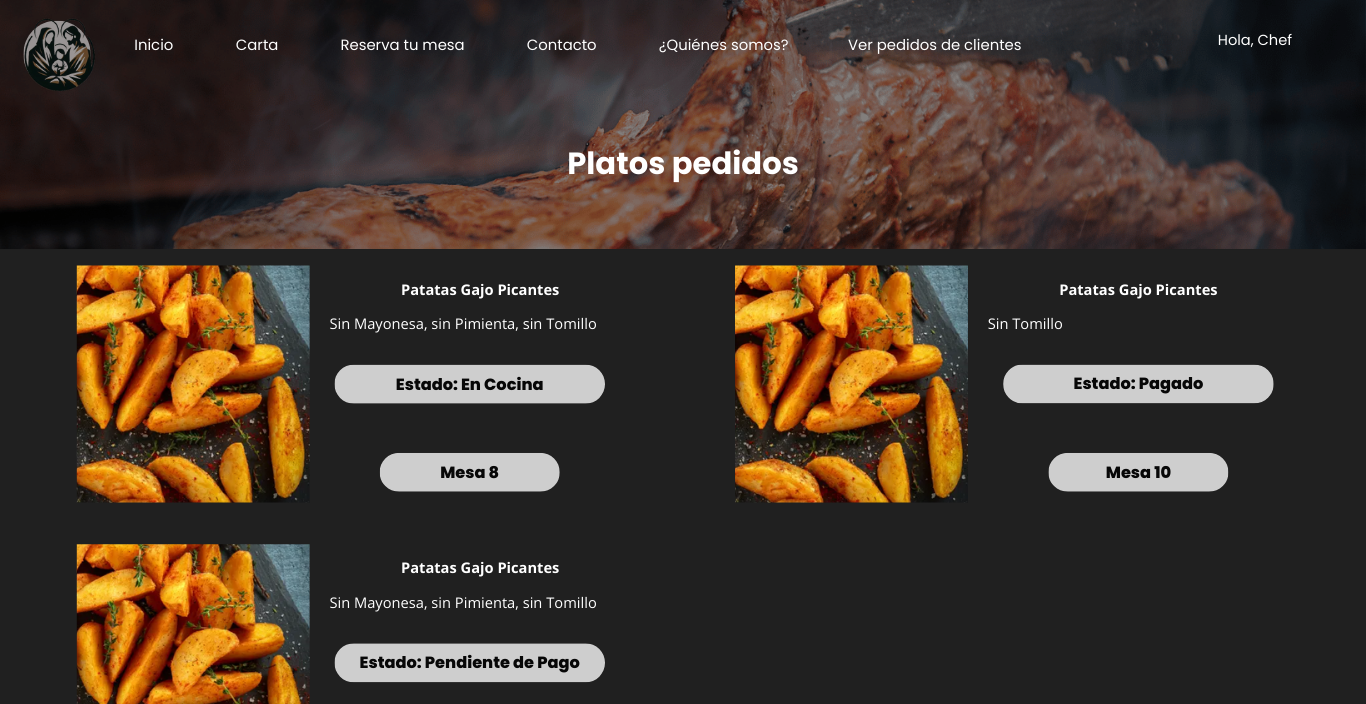 Inicio
Carta
Reserva tu mesa
Contacto
¿Quiénes somos?
Ver pedidos de clientes
Hola, Chef
Platos pedidos
Patatas Gajo Picantes
Sin Mayonesa, sin Pimienta, sin Tomillo
Estado: En Cocina
Mesa 8
Patatas Gajo Picantes
Sin Tomillo
Estado: Pagado
Mesa 10
Patatas Gajo Picantes
Sin Mayonesa, sin Pimienta, sin Tomillo
Estado: Pendiente de Pago